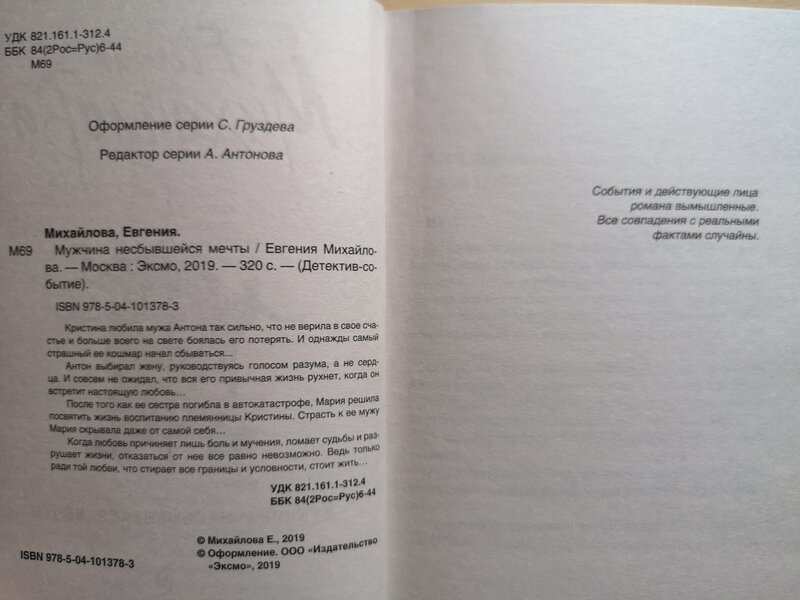 УДК 821.161.1-312.4
ББК 84(2Рос=Рус)6-44
М69
Оформление серии С. Груздева
Редактор серии А. Антонова
Михайлова, Евгения.
М69 Мужчина несбывшейся мечты / Евгения Михайло-
ва. — Москва : Эксмо, 2019. — 320 с. — (Детектив-со-
бытие).
ISBN 978-5-04-101378-3
Кристина любила мужа Антона так сильно, что не верила в свое сча-
стье и больше всего на свете боялась его потерять. И однажды самый
страшный ее кошмар начал сбываться...
Антон выбирал жену, руководствуясь голосом разума, а не серд-
ца. И совсем не ожидал, что вся его привычная жизнь рухнет, когда он
встретит настоящую любовь...
После того как ее сестра погибла в автокатастрофе, Мария решила
посвятить жизнь воспитанию племянницы Кристины. Страсть к ее мужу
Мария скрывала даже от самой себя...
Когда любовь причиняет лишь боль и мучения, ломает судьбы и раз-
рушает жизни, отказаться от нее все равно невозможно. Ведь только
ради той любви, что стирает все границы и условности, стоит жить...
УДК 821.161.1-312.4
ББК 84(2Рос=Рус)6-44
© Михайлова Е., 2019
© Оформление. ООО «Издательство
«Эксмо», 2019
ISBN 978-5-04-101378-3
События и действующие лица
романа вымышленные.
Все совпадения с реальными
фактами случайны.